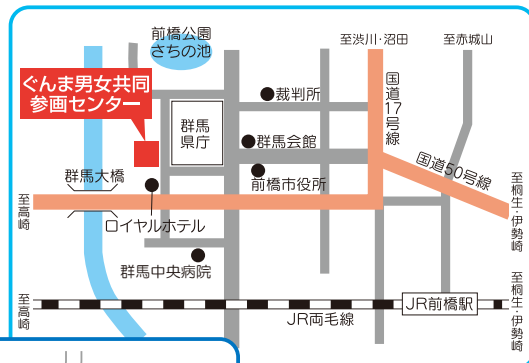 前橋公園
さちの池
至渋川・沼田
至赤城山
ぐんま男女共同
参画センター
裁判所
国道17号線
群馬
県庁
群馬会館
国道50号線
群馬大橋
前橋市役所
至桐生・伊勢崎
至高崎
ロイヤルホテル
群馬中央病院
至高崎
JR前橋駅
JR両毛線
至桐生・伊勢崎